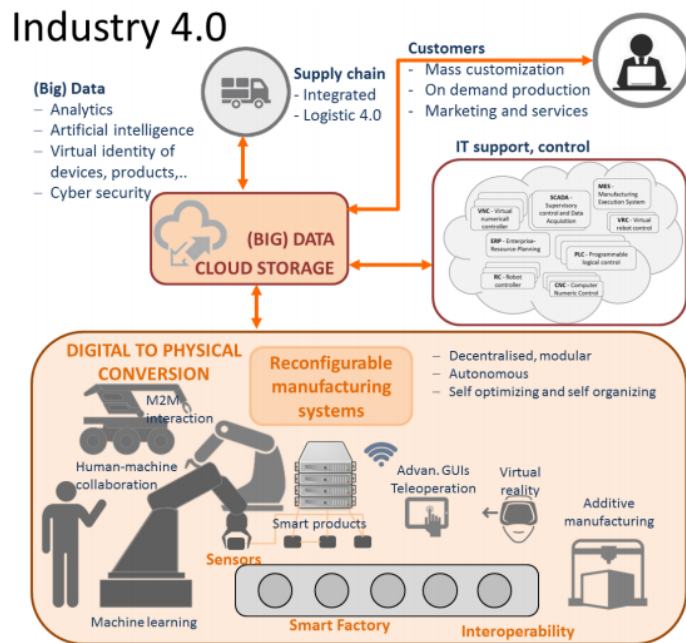 Industry 4.0
(Big) Data
– Analytics
– Artificial intelligence
– Virtual identity of
devices, products,..
– Cyber security
Supply chain
- Integrated
- Logistic 4.0
Customers
- Mass customization
- On demand production
- Marketing and services
IT support, control
MES -
Manufacturing
Execution System
SCADA -
Supervisory
control and Data
Acquisition
VNC - Virtual
numericall controller
VRC - Virtual
robot control
ERP - Enterprise-
Resource Planning
PLC - Programmable
logical control
RC - Robot
controller
CNC - Computer
Numeric Control
(BIG) DATA
CLOUD STORAGE
DIGITAL TO PHYSICAL
CONVERSION
Reconfigurable
manufacturing
systems
– Decentralised, modular
– Autonomous
– Self optimizing and self organizing
M2M
interaction
Human-machine
collaboration
Advan. GUIs
Teleoperation
Virtual
reality
Additive
manufacturing
Smart products
Sensors
Machine learning
Smart Factory
Interoperability